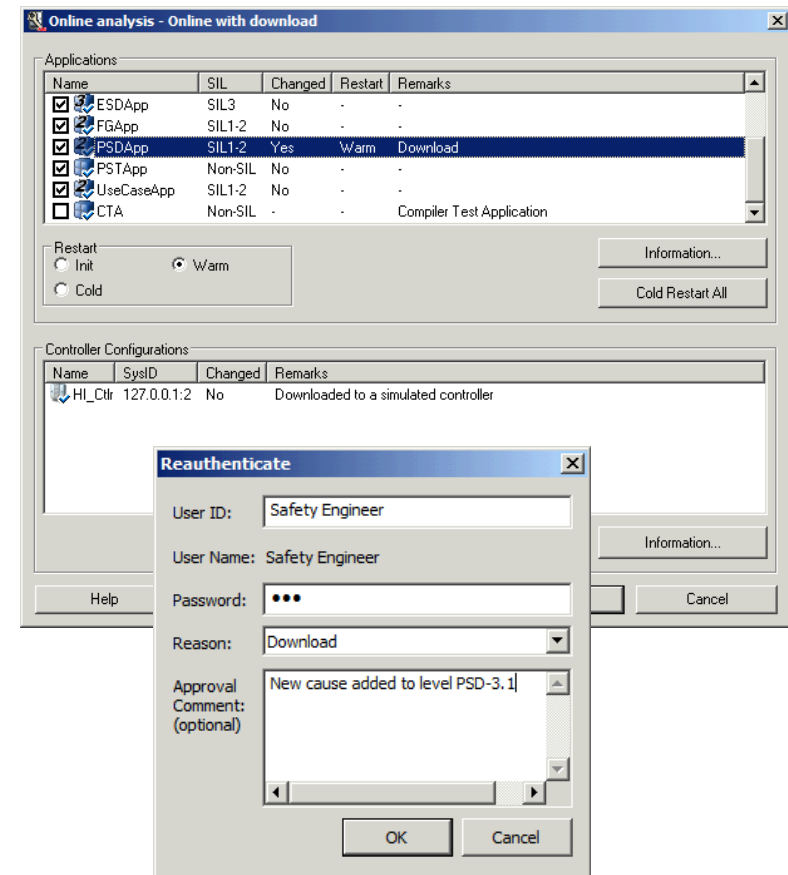 Online analysis - Online with download
Applications
Name SIL Changed Restart Remarks
ESDApp SIL3 No - -
FGApp SIL1-2 No - -
PSDApp SIL1-2 Yes Warm Download
PSTApp Non-SIL No - -
UseCaseApp SIL1-2 No - -
CTA Non-SIL - - Compiler Test Application
Restart
Init Warm
Cold
Information...
Cold Restart All
Controller Configurations
Name SysID Changed Remarks
HI_Ctlr 127.0.0.1:2 No Downloaded to a simulated controller
Information...
Help Cancel
Reauthenticate
User ID: Safety Engineer
User Name: Safety Engineer
Password: •••
Reason: Download
Approval
Comment:
(optional)
New cause added to level PSD-3.1
OK Cancel